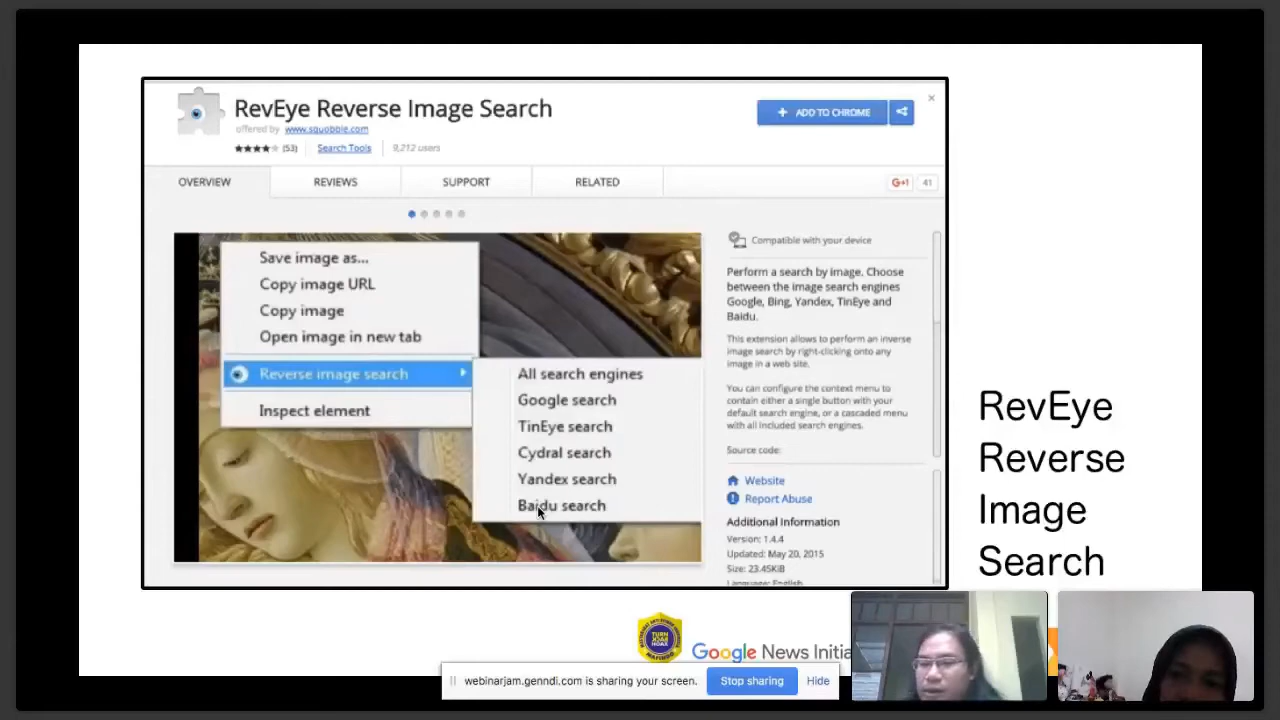 RevEye Reverse Image Search
offered by www.squobble.com
(53) Search Tools 9,212 users
+ ADD TO CHROME
OVERVIEW REVIEWS SUPPORT RELATED
G+1 41
Save image as...
Copy image URL
Copy image
Open image in new tab
Reverse image search
Inspect element
All search engines
Google search
TinEye search
Cydral search
Yandex search
Baidu search
Compatible with your device
Perform a search by image. Choose
between the image search engines
Google, Bing, Yandex, TinEye and
Baidu.
This extension allows to perform an inverse
image search by right-clicking onto any
image in a web site.
You can configure the context menu to
contain either a single button with your
default search engine, or a cascaded menu
with all included search engines.
Source code:
Website
Report Abuse
Additional Information
Version: 1.4.4
Updated: May 20, 2015
Size: 23.45KiB
Language: English
RevEye
Reverse
Image
Search
TURN
BACK
HOAX
Google News Initia
webinarjam.genndi.com is sharing your screen. Stop sharing Hide